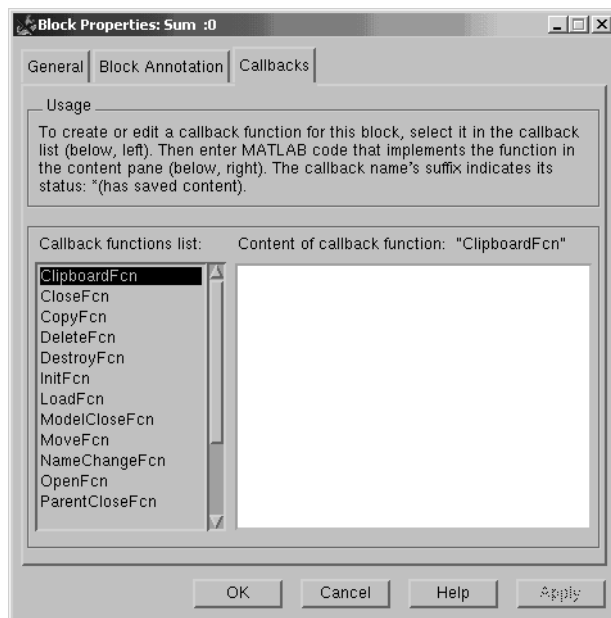 Block Properties: Sum :0
General
Block Annotation
Callbacks
Usage
To create or edit a callback function for this block, select it in the callback
list (below, left). Then enter MATLAB code that implements the function in
the content pane (below, right). The callback name's suffix indicates its
status: *(has saved content).
Callback functions list:
Content of callback function: "ClipboardFcn"
ClipboardFcn
CloseFcn
CopyFcn
DeleteFcn
DestroyFcn
InitFcn
LoadFcn
ModelCloseFcn
MoveFcn
NameChangeFcn
OpenFcn
ParentCloseFcn
OK
Cancel
Help
Apply